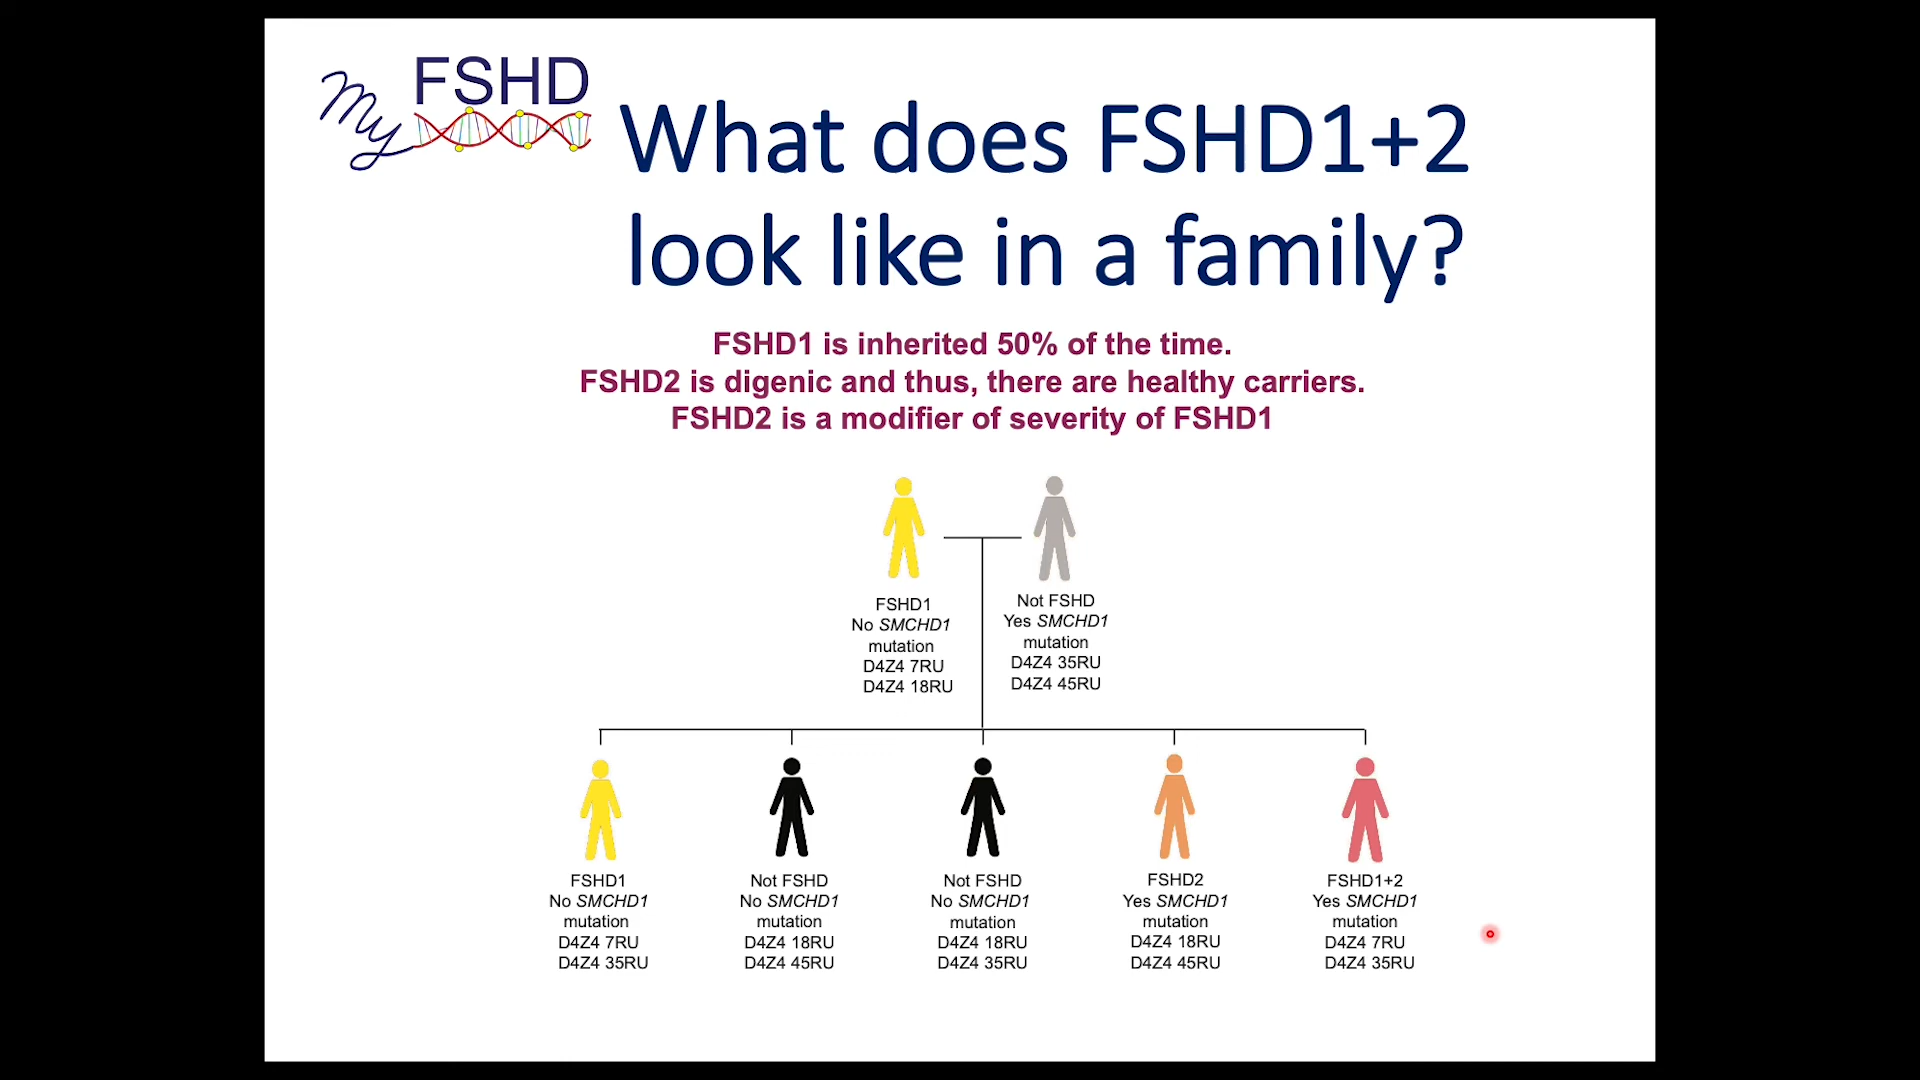 My FSHD
What does FSHD1+2
look like in a family?
FSHD1 is inherited 50% of the time.
FSHD2 is digenic and thus, there are healthy carriers.
FSHD2 is a modifier of severity of FSHD1
FSHD1
No SMCHD1
mutation
D4Z4 7RU
D4Z4 18RU
Not FSHD
Yes SMCHD1
mutation
D4Z4 35RU
D4Z4 45RU
FSHD1
No SMCHD1
mutation
D4Z4 7RU
D4Z4 35RU
Not FSHD
No SMCHD1
mutation
D4Z4 18RU
D4Z4 45RU
Not FSHD
No SMCHD1
mutation
D4Z4 18RU
D4Z4 35RU
FSHD2
Yes SMCHD1
mutation
D4Z4 18RU
D4Z4 45RU
FSHD1+2
Yes SMCHD1
mutation
D4Z4 7RU
D4Z4 35RU